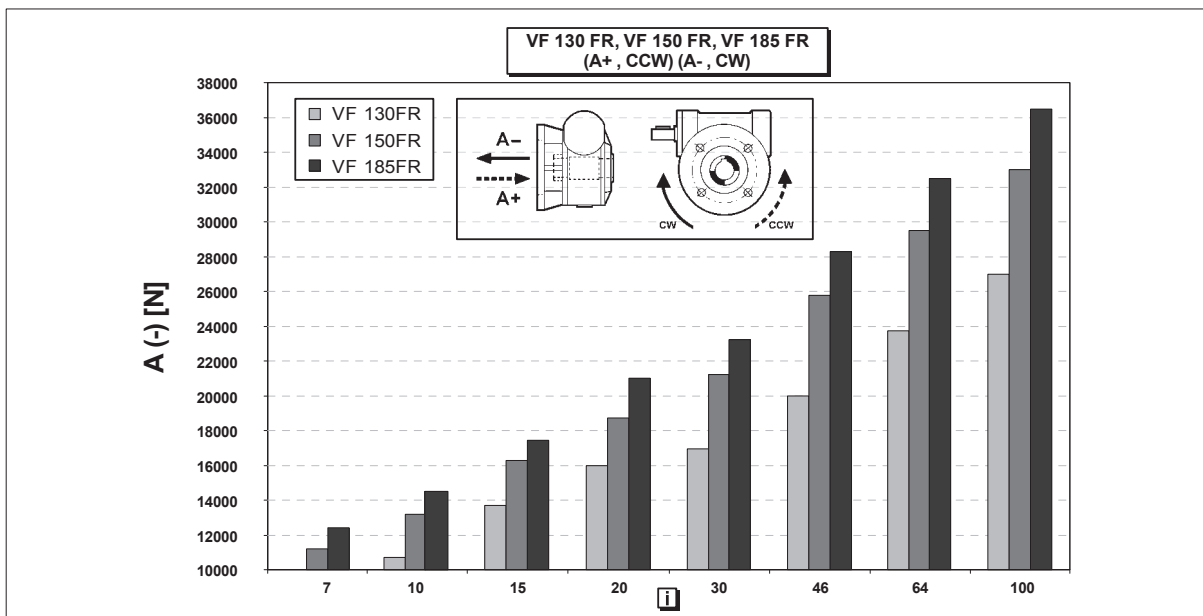 VF 130 FR, VF 150 FR, VF 185 FR
(A+ , CCW) (A- , CW)
38000
36000
34000
32000
30000
28000
26000
24000
22000
20000
18000
16000
14000
12000
10000
A (-) [N]
VF 130FR
VF 150FR
VF 185FR
A−
A+
CW
CCW
7 10 15 20 30 46 64 100
i